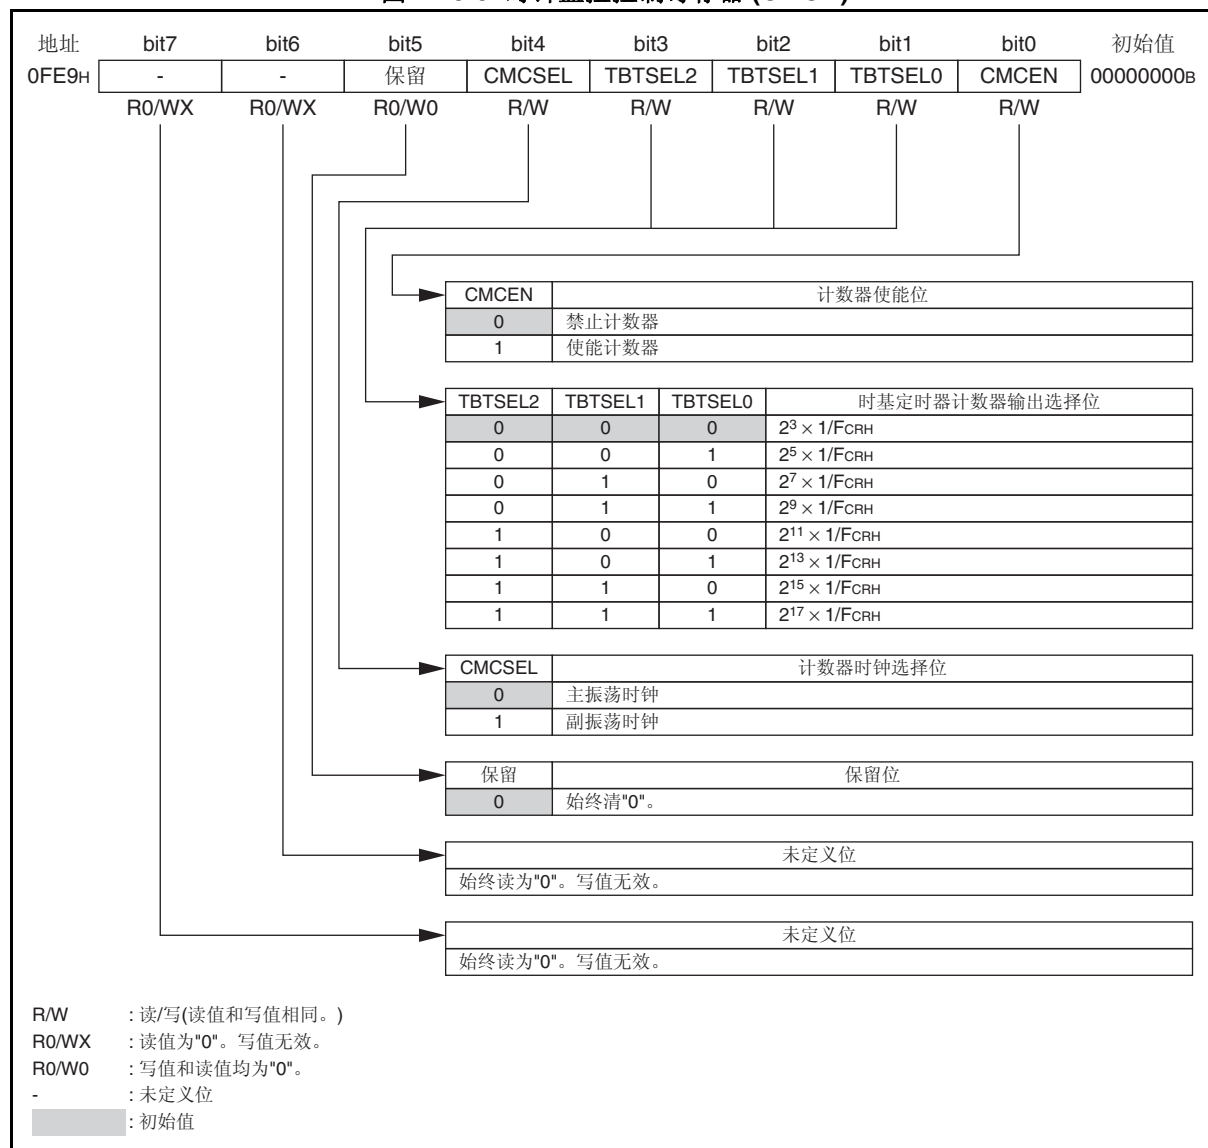 地址 bit7 bit6 bit5 bit4 bit3 bit2 bit1 bit0 初始值
0FE9H - - 保留 CMCSEL TBTSEL2 TBTSEL1 TBTSEL0 CMCEN 00000000B
R0/WX R0/WX R0/W0 R/W R/W R/W R/W R/W
CMCEN 计数器使能位
0 禁止计数器
1 使能计数器
TBTSEL2 TBTSEL1 TBTSEL0 时基定时器计数器输出选择位
0 0 0 2³ × 1/FCRH
0 0 1 2⁵ × 1/FCRH
0 1 0 2⁷ × 1/FCRH
0 1 1 2⁹ × 1/FCRH
1 0 0 2¹¹ × 1/FCRH
1 0 1 2¹³ × 1/FCRH
1 1 0 2¹⁵ × 1/FCRH
1 1 1 2¹⁷ × 1/FCRH
CMCSEL 计数器时钟选择位
0 主振荡时钟
1 副振荡时钟
保留 保留位
0 始终清"0"。
未定义位
始终读为"0"。写值无效。
未定义位
始终读为"0"。写值无效。
R/W : 读/写(读值和写值相同。)
R0/WX : 读值为"0"。写值无效。
R0/W0 : 写值和读值均为"0"。
- : 未定义位
: 初始值